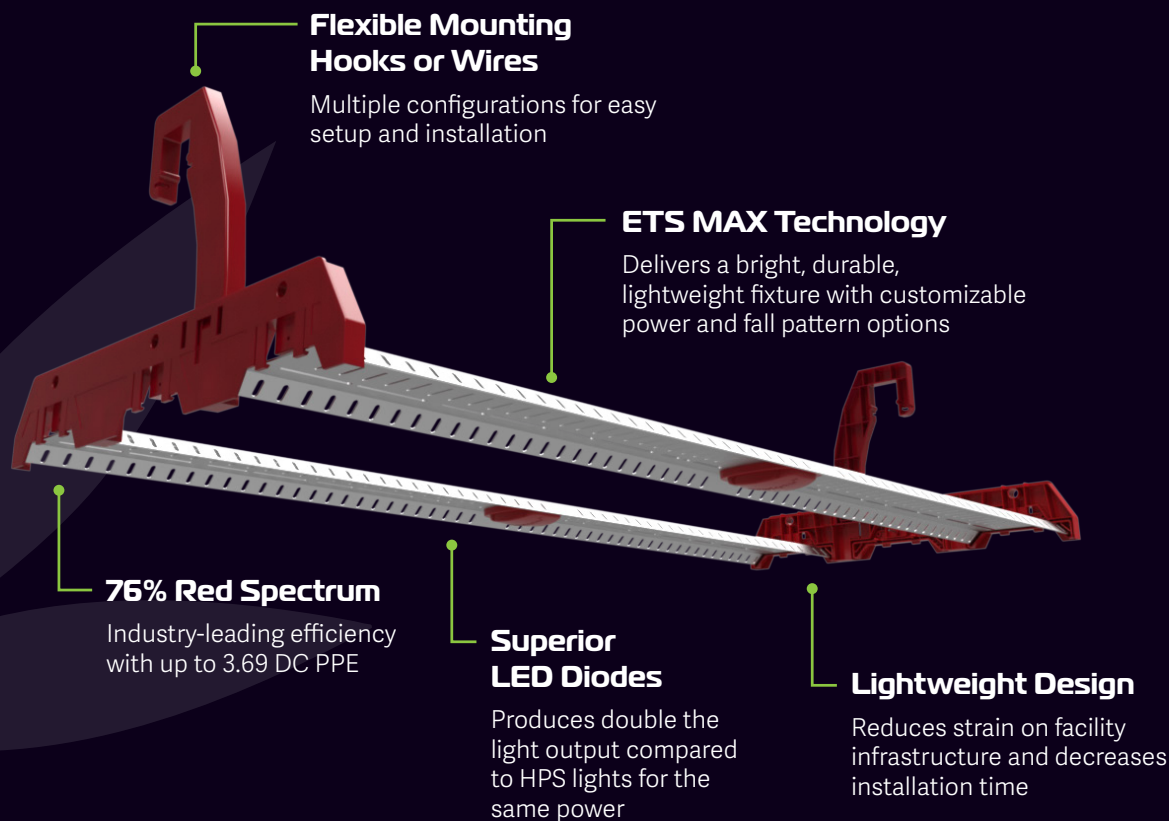 Flexible Mounting
Hooks or Wires
Multiple configurations for easy
setup and installation
ETS MAX Technology
Delivers a bright, durable,
lightweight fixture with customizable
power and fall pattern options
76% Red Spectrum
Industry-leading efficiency
with up to 3.69 DC PPE
Superior
LED Diodes
Produces double the
light output compared
to HPS lights for the
same power
Lightweight Design
Reduces strain on facility
infrastructure and decreases
installation time